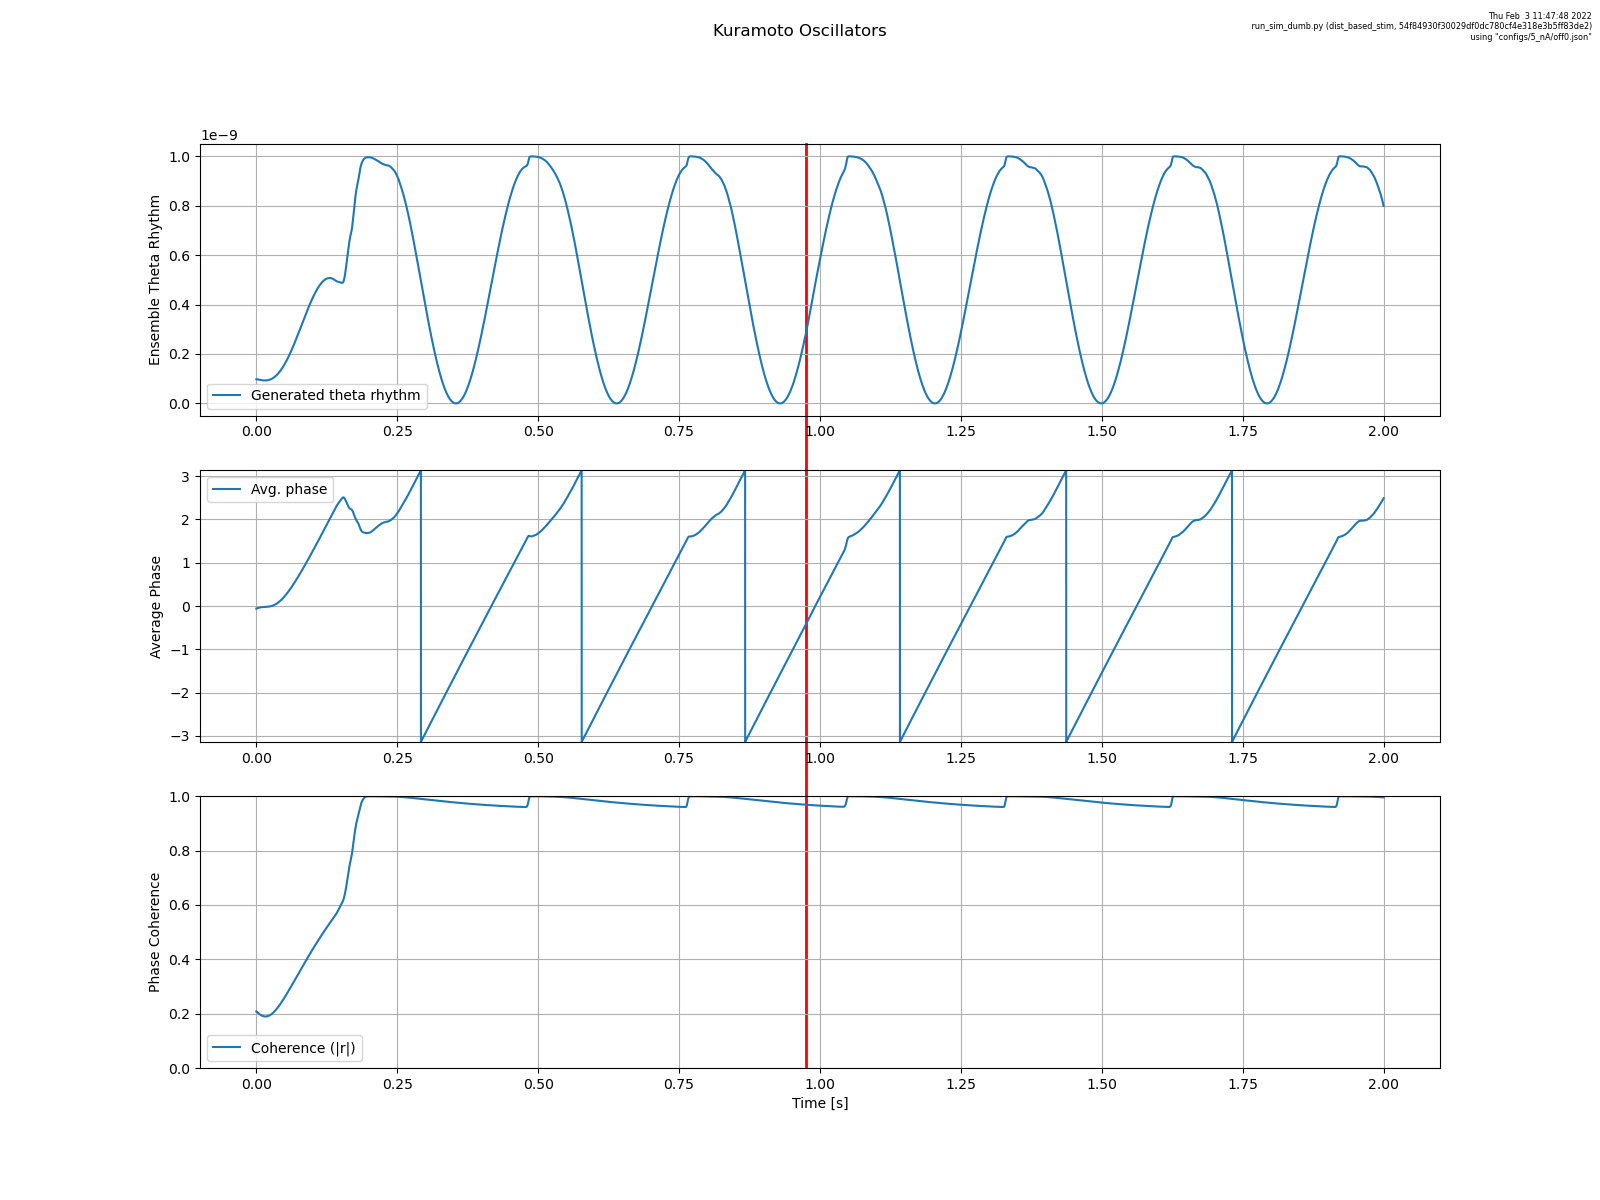 Thu Feb  3 11:47:48 2022
run_sim_dumb.py (dist_based_stim, 54f84930f30029df0dc780cf4e318e3b5ff83de2)
using "configs/5_nA/off0.json"
Kuramoto Oscillators
1e−9
1.0
0.8
0.6
0.4
0.2
0.0
Ensemble Theta Rhythm
Generated theta rhythm
0.00 0.25 0.50 0.75 1.00 1.25 1.50 1.75 2.00
3
2
1
0
−1
−2
−3
Average Phase
Avg. phase
0.00 0.25 0.50 0.75 1.00 1.25 1.50 1.75 2.00
1.0
0.8
0.6
0.4
0.2
0.0
Phase Coherence
Coherence (|r|)
0.00 0.25 0.50 0.75 1.00 1.25 1.50 1.75 2.00
Time [s]